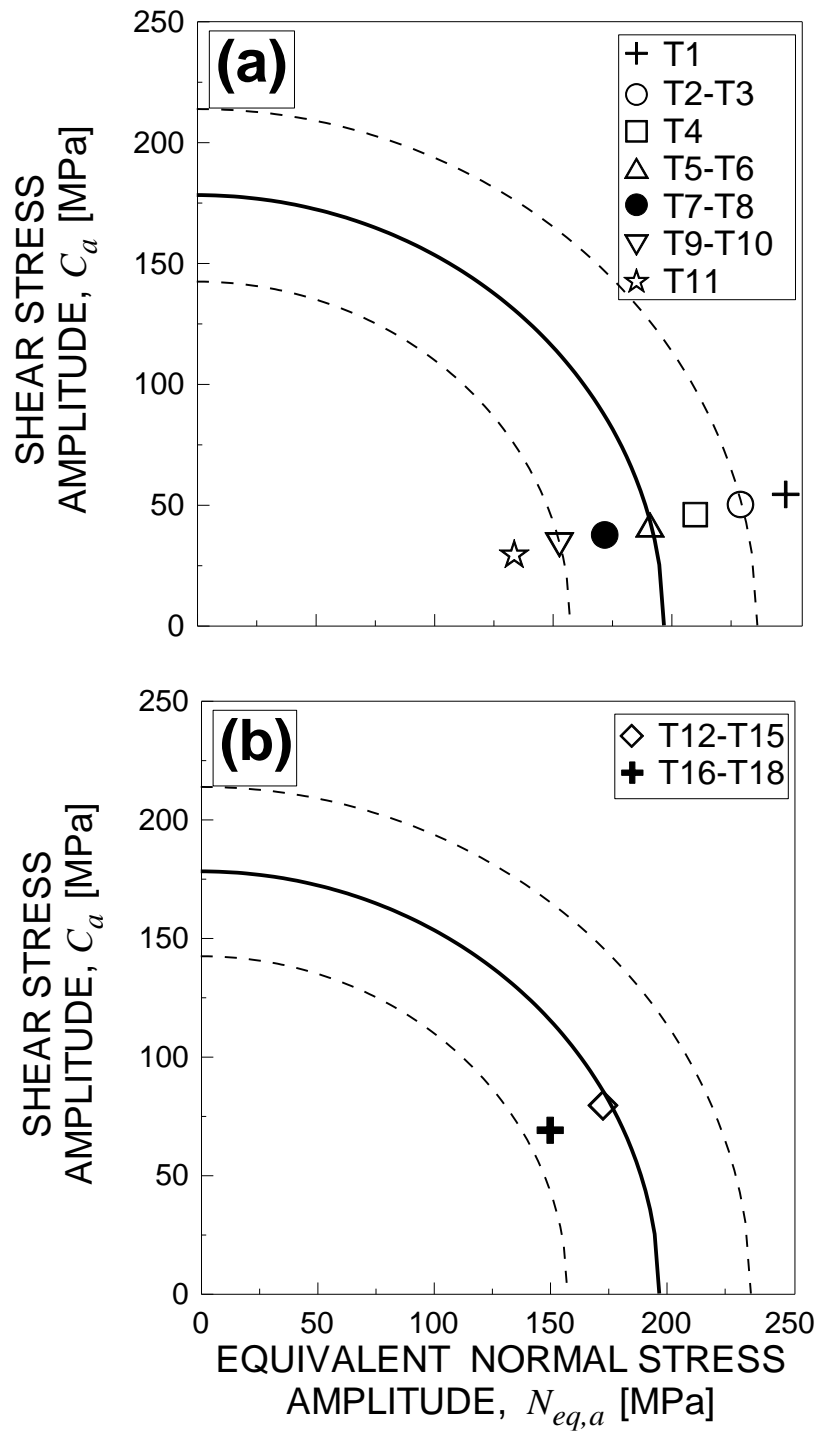 (a)
250
200
150
100
50
0
SHEAR STRESS
AMPLITUDE, Ca [MPa]
T1
T2-T3
T4
T5-T6
T7-T8
T9-T10
T11
(b)
250
200
150
100
50
0
SHEAR STRESS
AMPLITUDE, Ca [MPa]
T12-T15
T16-T18
0 50 100 150 200 250
EQUIVALENT NORMAL STRESS
AMPLITUDE, Neq,a [MPa]